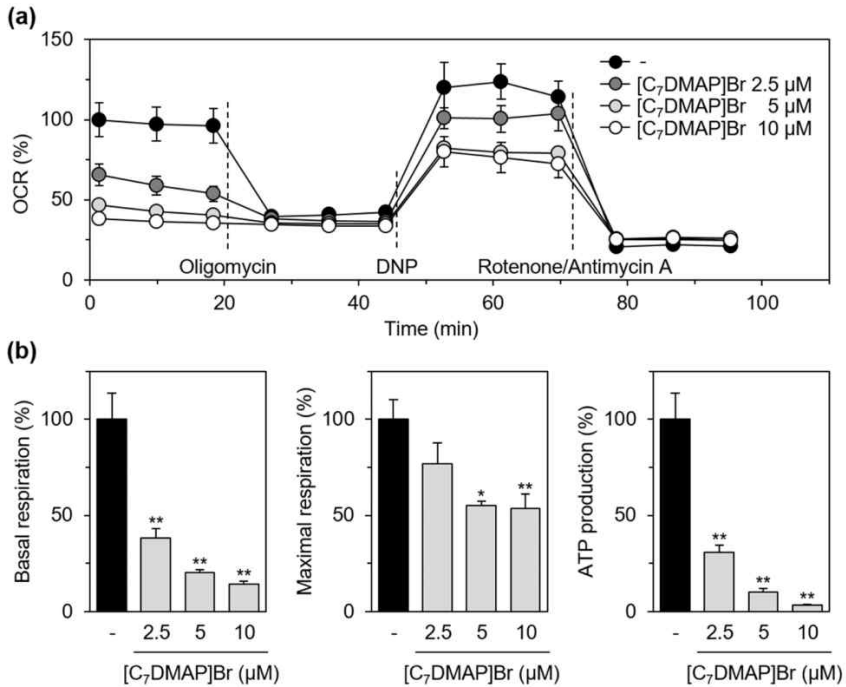 (a)
150
100
50
0
OCR (%)
-
[C₇DMAP]Br 2.5 µM
[C₇DMAP]Br 5 µM
[C₇DMAP]Br 10 µM
Oligomycin
DNP
Rotenone/Antimycin A
0 20 40 60 80 100
Time (min)
(b)
Basal respiration (%)
100
50
0
**
**
**
- 2.5 5 10
[C₇DMAP]Br (µM)
Maximal respiration (%)
100
50
0
*
**
- 2.5 5 10
[C₇DMAP]Br (µM)
ATP production (%)
100
50
0
**
**
**
- 2.5 5 10
[C₇DMAP]Br (µM)